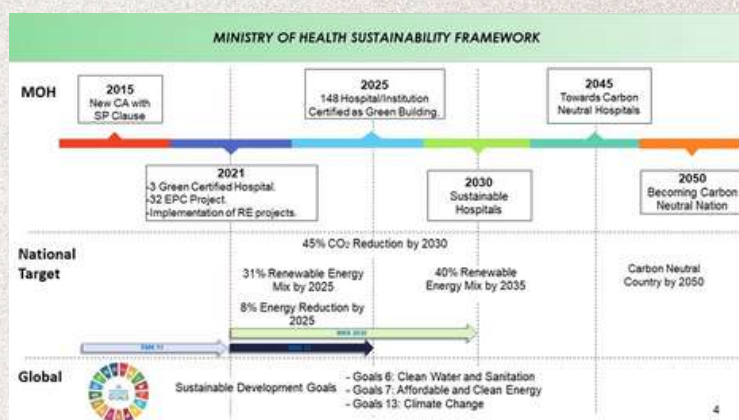 MINISTRY OF HEALTH SUSTAINABILITY FRAMEWORK
MOH
2015
New CA with
SP Clause
2025
148 Hospital/Institution
Certified as Green Building.
2045
Towards Carbon
Neutral Hospitals
2021
-3 Green Certified Hospital.
-32 EPC Project.
-Implementation of RE projects.
2030
Sustainable
Hospitals
2050
Becoming Carbon
Neutral Nation
National
Target
45% CO₂ Reduction by 2030
31% Renewable Energy
Mix by 2025
40% Renewable
Energy Mix by 2035
Carbon Neutral
Country by 2050
8% Energy Reduction by
2025
Global
Sustainable Development Goals
- Goals 6: Clean Water and Sanitation
- Goals 7: Affordable and Clean Energy
- Goals 13: Climate Change
4